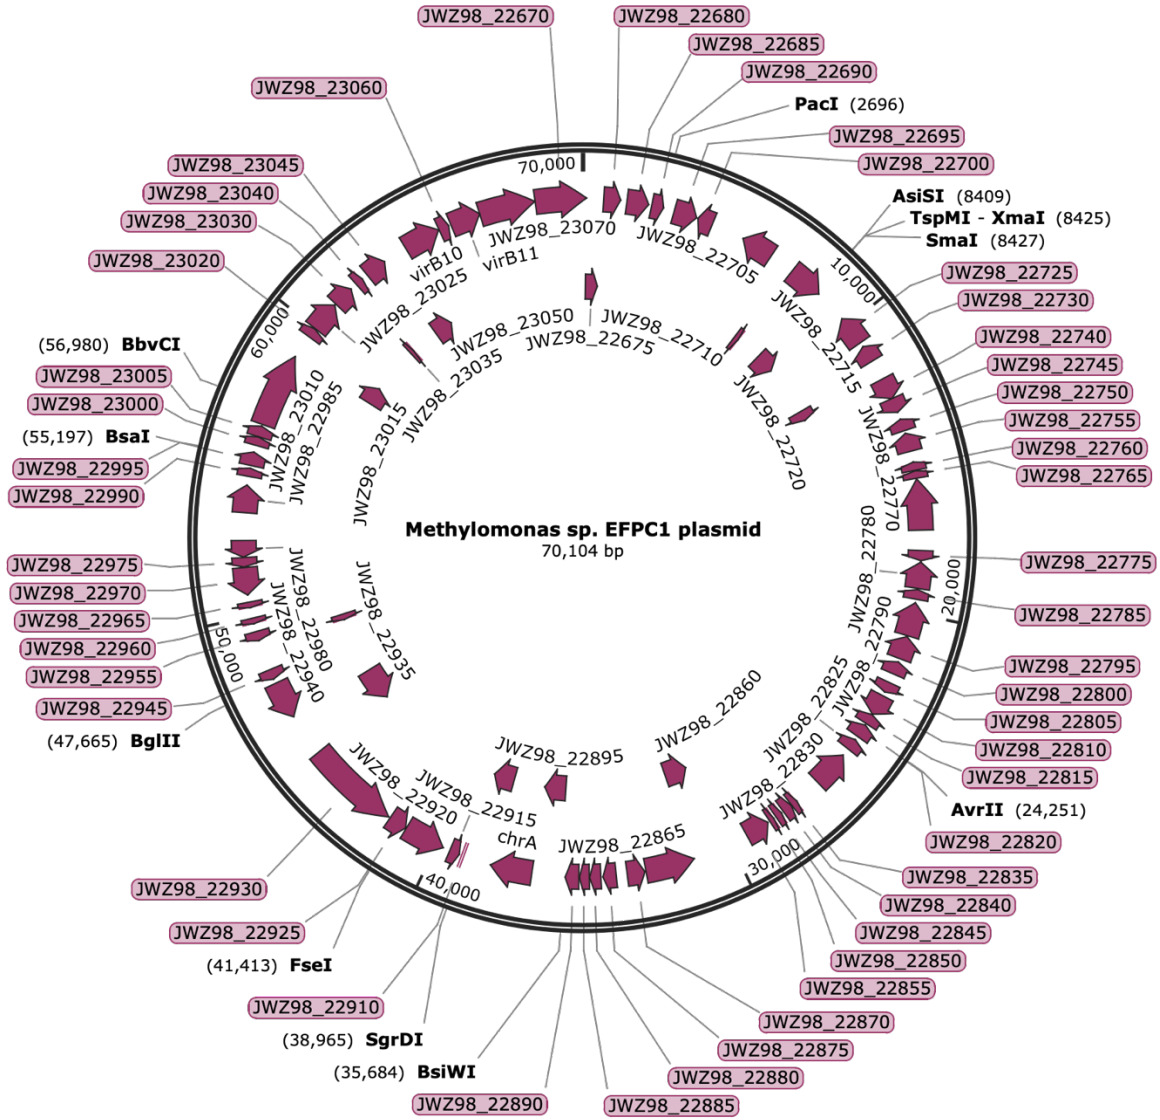 JWZ98_22670
JWZ98_22680
JWZ98_22685
JWZ98_22690
PacI (2696)
JWZ98_22695
JWZ98_22700
AsiSI (8409)
TspMI - XmaI (8425)
SmaI (8427)
JWZ98_22725
JWZ98_22730
JWZ98_22740
JWZ98_22745
JWZ98_22750
JWZ98_22755
JWZ98_22760
JWZ98_22765
JWZ98_22775
JWZ98_22785
JWZ98_22795
JWZ98_22800
JWZ98_22805
JWZ98_22810
JWZ98_22815
AvrII (24,251)
JWZ98_22820
JWZ98_22835
JWZ98_22840
JWZ98_22845
JWZ98_22850
JWZ98_22855
JWZ98_22870
JWZ98_22875
JWZ98_22880
JWZ98_22885
JWZ98_22890
(35,684) BsiWI
(38,965) SgrDI
JWZ98_22910
(41,413) FseI
JWZ98_22925
JWZ98_22930
(47,665) BglII
JWZ98_22945
JWZ98_22955
JWZ98_22960
JWZ98_22965
JWZ98_22970
JWZ98_22975
JWZ98_22990
JWZ98_22995
(55,197) BsaI
JWZ98_23000
JWZ98_23005
(56,980) BbvCI
JWZ98_23020
JWZ98_23030
JWZ98_23040
JWZ98_23045
JWZ98_23060
70,000
10,000
20,000
30,000
40,000
50,000
60,000
JWZ98_23070
JWZ98_22705
virB10
virB11
JWZ98_23025
JWZ98_23050
JWZ98_22675
JWZ98_22710
JWZ98_22715
JWZ98_22720
JWZ98_22770
JWZ98_22780
JWZ98_22790
JWZ98_22825
JWZ98_22830
JWZ98_22860
JWZ98_22865
JWZ98_22895
chrA
JWZ98_22915
JWZ98_22920
JWZ98_22935
JWZ98_22940
JWZ98_22980
JWZ98_22985
JWZ98_23010
JWZ98_23015
JWZ98_23035
Methylomonas sp. EFPC1 plasmid
70,104 bp